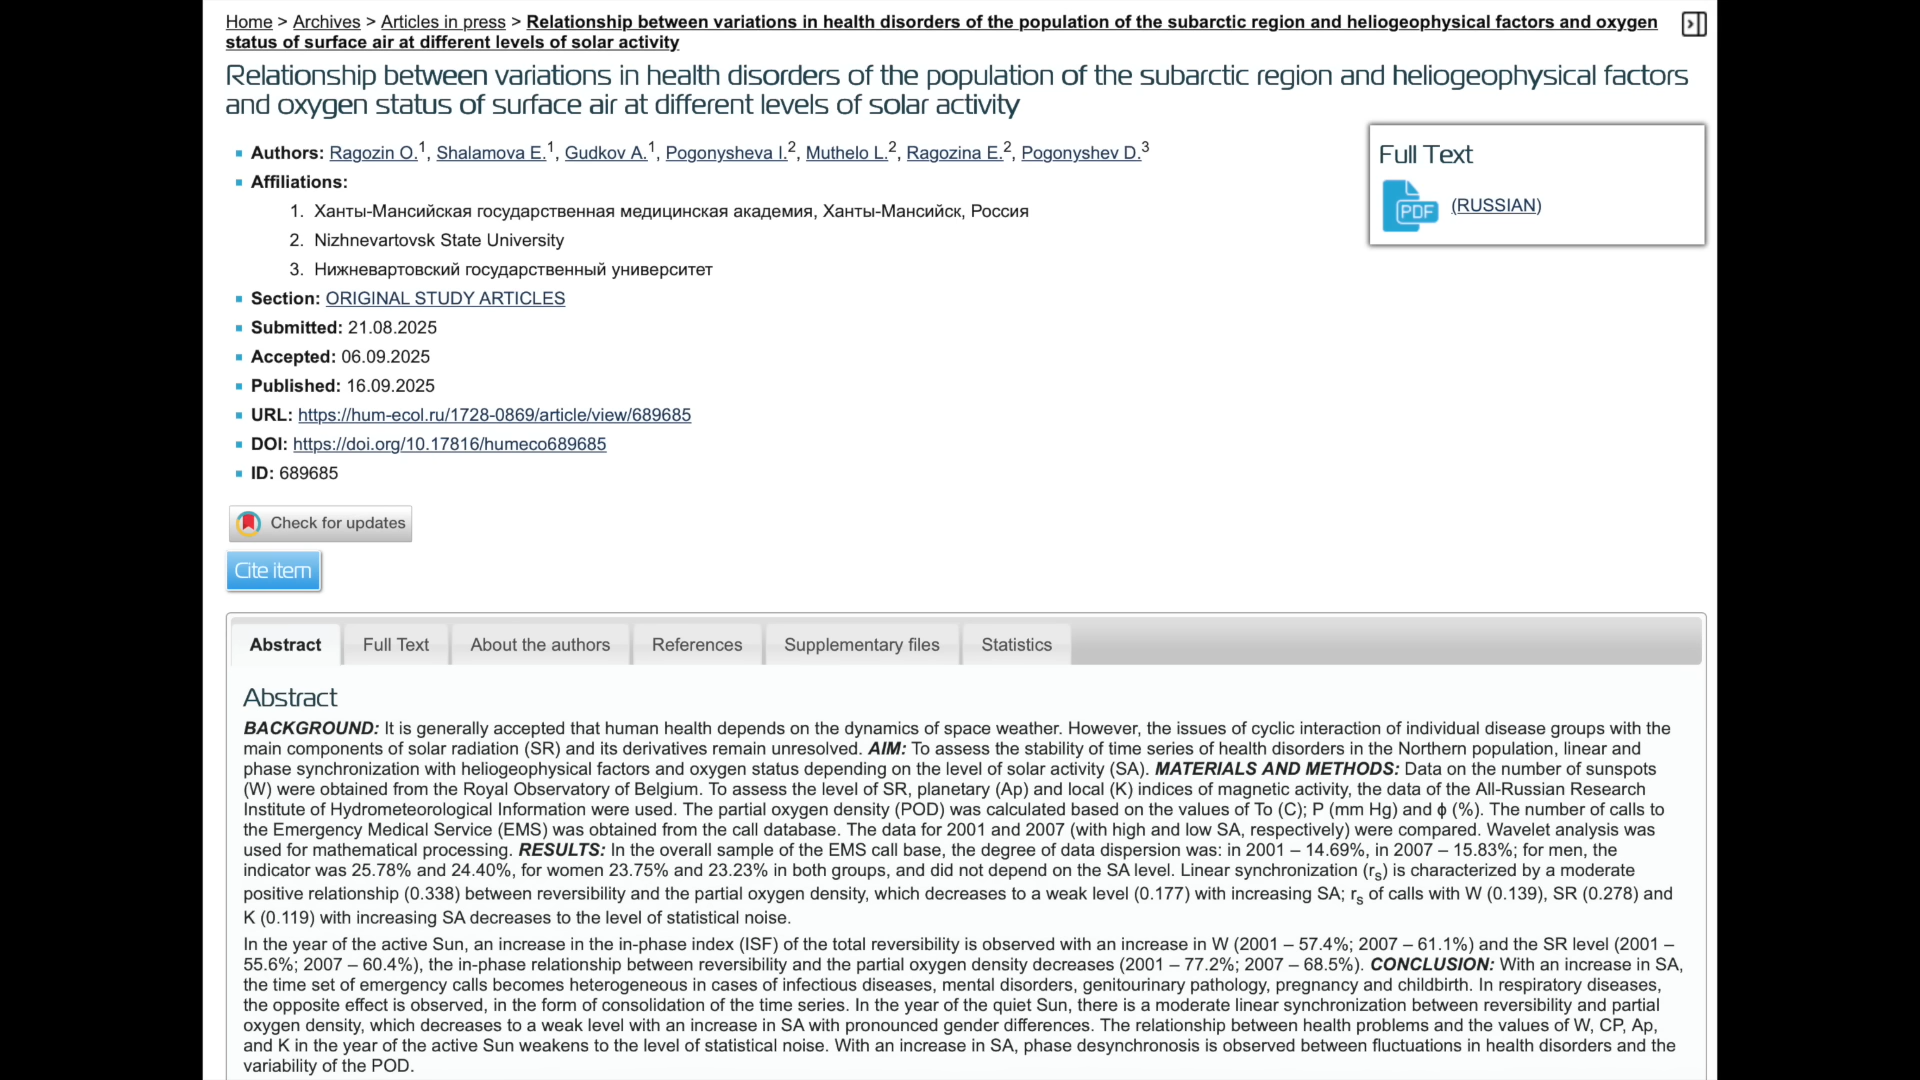 Home > Archives > Articles in press > Relationship between variations in health disorders of the population of the subarctic region and heliogeophysical factors and oxygen
status of surface air at different levels of solar activity
Relationship between variations in health disorders of the population of the subarctic region and heliogeophysical factors
and oxygen status of surface air at different levels of solar activity
Authors: Ragozin O.1, Shalamova E.1, Gudkov A.1, Pogonysheva I.2, Muthelo L.2, Ragozina E.2, Pogonyshev D.3
Affiliations:
1. Ханты-Мансийская государственная медицинская академия, Ханты-Мансийск, Россия
2. Nizhnevartovsk State University
3. Нижневартовский государственный университет
Section: ORIGINAL STUDY ARTICLES
Submitted: 21.08.2025
Accepted: 06.09.2025
Published: 16.09.2025
URL: https://hum-ecol.ru/1728-0869/article/view/689685
DOI: https://doi.org/10.17816/humeco689685
ID: 689685
Full Text
PDF (RUSSIAN)
Check for updates
Cite item
Abstract Full Text About the authors References Supplementary files Statistics
Abstract
BACKGROUND: It is generally accepted that human health depends on the dynamics of space weather. However, the issues of cyclic interaction of individual disease groups with the
main components of solar radiation (SR) and its derivatives remain unresolved. AIM: To assess the stability of time series of health disorders in the Northern population, linear and
phase synchronization with heliogeophysical factors and oxygen status depending on the level of solar activity (SA). MATERIALS AND METHODS: Data on the number of sunspots
(W) were obtained from the Royal Observatory of Belgium. To assess the level of SR, planetary (Ap) and local (K) indices of magnetic activity, the data of the All-Russian Research
Institute of Hydrometeorological Information were used. The partial oxygen density (POD) was calculated based on the values of To (C); P (mm Hg) and ϕ (%). The number of calls to
the Emergency Medical Service (EMS) was obtained from the call database. The data for 2001 and 2007 (with high and low SA, respectively) were compared. Wavelet analysis was
used for mathematical processing. RESULTS: In the overall sample of the EMS call base, the degree of data dispersion was: in 2001 – 14.69%, in 2007 – 15.83%; for men, the
indicator was 25.78% and 24.40%, for women 23.75% and 23.23% in both groups, and did not depend on the SA level. Linear synchronization (rs) is characterized by a moderate
positive relationship (0.338) between reversibility and the partial oxygen density, which decreases to a weak level (0.177) with increasing SA; rs of calls with W (0.139), SR (0.278) and
K (0.119) with increasing SA decreases to the level of statistical noise.
In the year of the active Sun, an increase in the in-phase index (ISF) of the total reversibility is observed with an increase in W (2001 – 57.4%; 2007 – 61.1%) and the SR level (2001 –
55.6%; 2007 – 60.4%), the in-phase relationship between reversibility and the partial oxygen density decreases (2001 – 77.2%; 2007 – 68.5%). CONCLUSION: With an increase in SA,
the time set of emergency calls becomes heterogeneous in cases of infectious diseases, mental disorders, genitourinary pathology, pregnancy and childbirth. In respiratory diseases,
the opposite effect is observed, in the form of consolidation of the time series. In the year of the quiet Sun, there is a moderate linear synchronization between reversibility and partial
oxygen density, which decreases to a weak level with an increase in SA with pronounced gender differences. The relationship between health problems and the values of W, CP, Ap,
and K in the year of the active Sun weakens to the level of statistical noise. With an increase in SA, phase desynchronosis is observed between fluctuations in health disorders and the
variability of the POD.